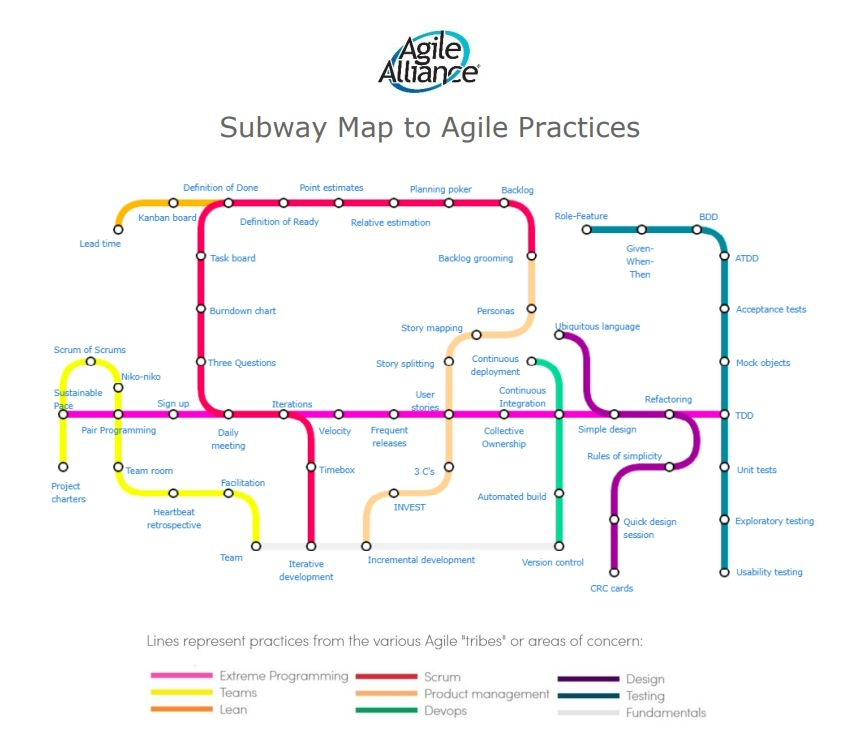 Agile
Alliance®
Subway Map to Agile Practices
Definition of Done
Point estimates
Planning poker
Backlog
Kanban board
Definition of Ready
Relative estimation
Role-Feature
BDD
Lead time
Given-
When-
Then
Task board
Backlog grooming
ATDD
Burndown chart
Personas
Acceptance tests
Story mapping
Ubiquitous language
Scrum of Scrums
Three Questions
Story splitting
Continuous
deployment
Mock objects
Niko-niko
Sustainable
Pace
Sign up
Iterations
User
stories
Continuous
Integration
Refactoring
Pair Programming
Daily
meeting
Velocity
Frequent
releases
Collective
Ownership
Simple design
TDD
Project
charters
Team room
Timebox
3 C's
Rules of simplicity
Unit tests
Facilitation
Heartbeat
retrospective
INVEST
Automated build
Quick design
session
Exploratory testing
Team
Iterative
development
Incremental development
Version control
CRC cards
Usability testing
Lines represent practices from the various Agile "tribes" or areas of concern:
Extreme Programming
Teams
Lean
Scrum
Product management
Devops
Design
Testing
Fundamentals